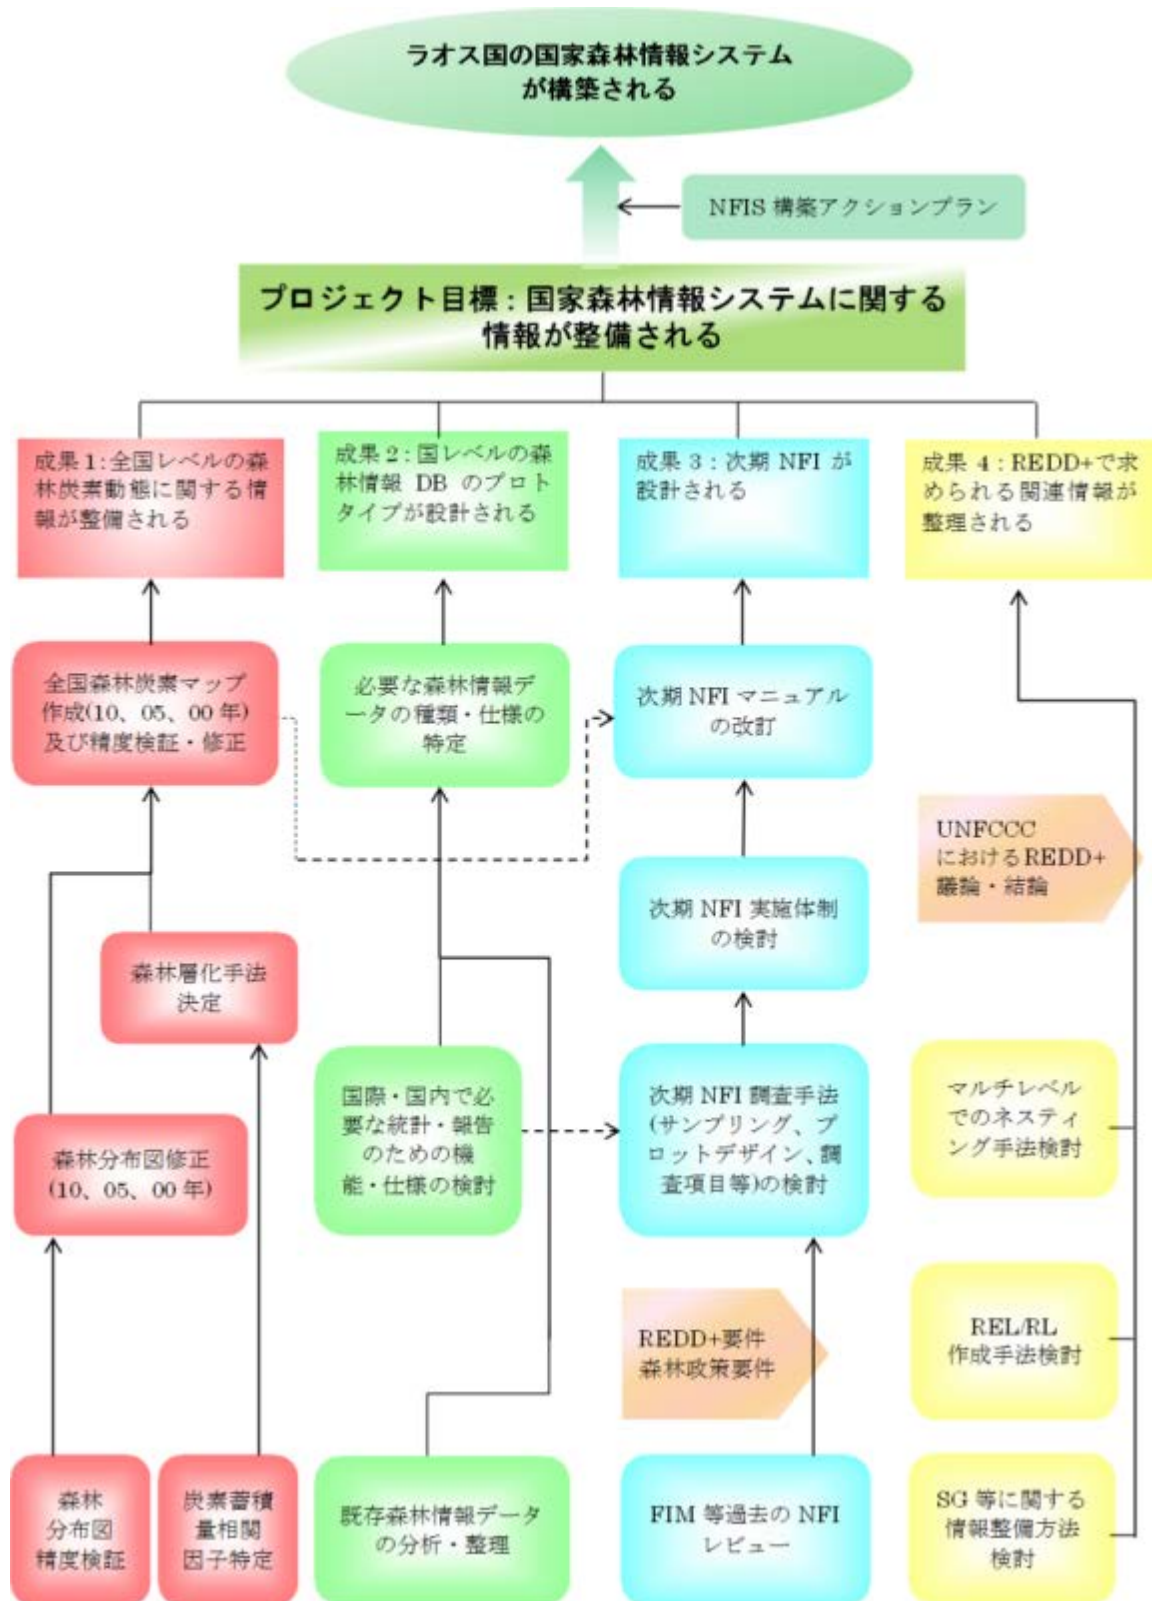 ラオス国の国家森林情報システム
が構築される
NFIS 構築アクションプラン
プロジェクト目標：国家森林情報システムに関する
情報が整備される
成果 1：全国レベルの森
林炭素動態に関する情
報が整備される
成果 2：国レベルの森
林情報 DB のプロト
タイプが設計される
成果 3：次期 NFI が
設計される
成果 4：REDD+で求
められる関連情報が
整理される
全国森林炭素マップ
作成(10、05、00 年)
及び精度検証・修正
森林層化手法
決定
森林分布図修正
(10、05、00 年)
森林
分布図
精度検証
炭素蓄積
量相関
因子特定
必要な森林情報デ
ータの種類・仕様の
特定
国際・国内で必
要な統計・報告
のための機
能・仕様の検討
既存森林情報データ
の分析・整理
次期 NFI マニュアル
の改訂
次期 NFI 実施体制
の検討
次期 NFI 調査手法
(サンプリング、プ
ロットデザイン、調
査項目等)の検討
REDD+要件
森林政策要件
FIM 等過去の NFI
レビュー
UNFCCC
におけるREDD+
議論・結論
マルチレベル
でのネスティ
ング手法検討
REL/RL
作成手法検討
SG 等に関する
情報整備方法
検討